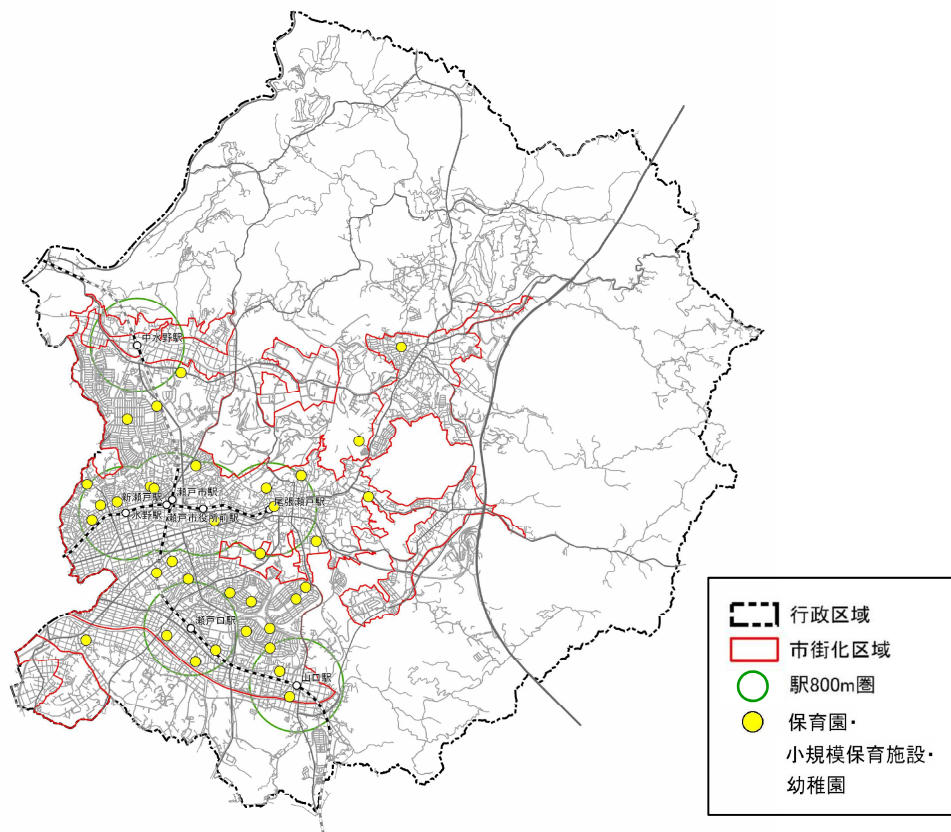 中水野駅
新瀬戸駅
瀬戸市駅
尾張瀬戸駅
水野駅
瀬戸市役所前駅
瀬戸口駅
山口駅
行政区域
市街化区域
駅800m圏
保育園・
小規模保育施設・
幼稚園